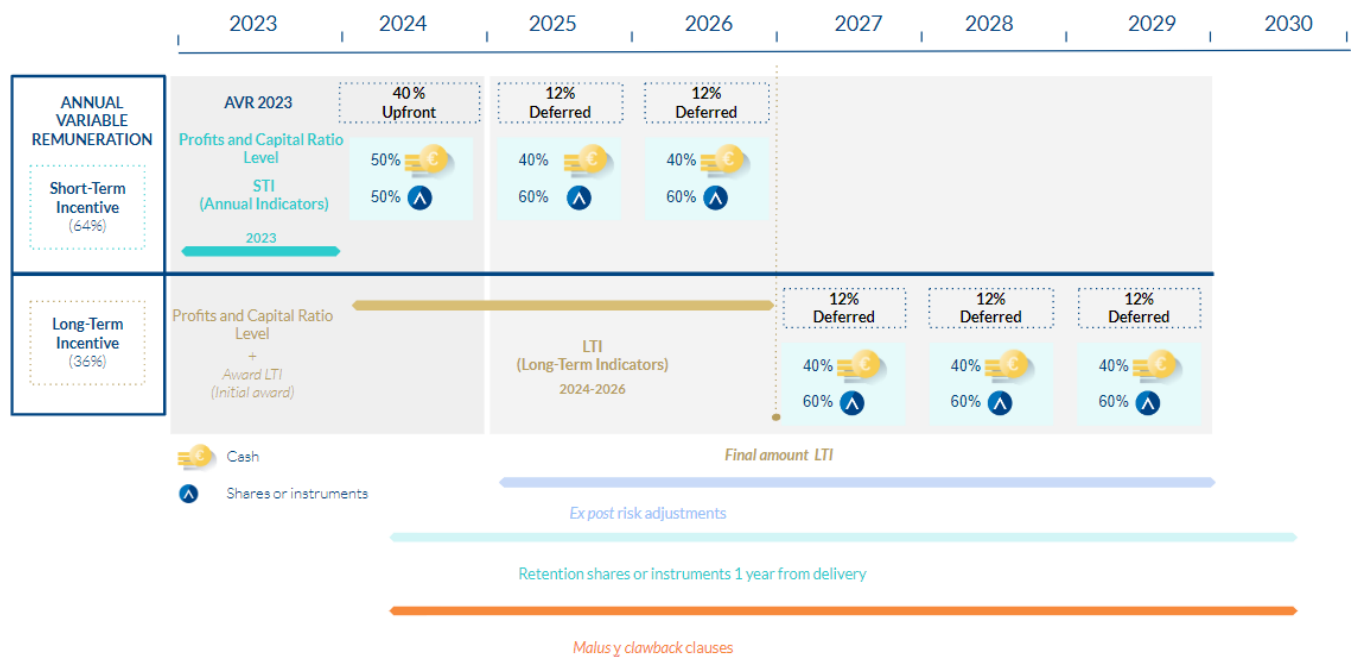 2023 2024 2025 2026 2027 2028 2029 2030
ANNUAL
VARIABLE
REMUNERATION
Short-Term
Incentive
(64%)
AVR 2023
Profits and Capital Ratio
Level
STI
(Annual Indicators)
2023
40%
Upfront
50%
50%
12%
Deferred
40%
60%
12%
Deferred
40%
60%
Long-Term
Incentive
(36%)
Profits and Capital Ratio
Level
+
Award LTI
(Initial award)
LTI
(Long-Term Indicators)
2024-2026
12%
Deferred
40%
60%
12%
Deferred
40%
60%
12%
Deferred
40%
60%
Final amount LTI
Cash
Shares or instruments
Ex post risk adjustments
Retention shares or instruments 1 year from delivery
Malus y clawback clauses